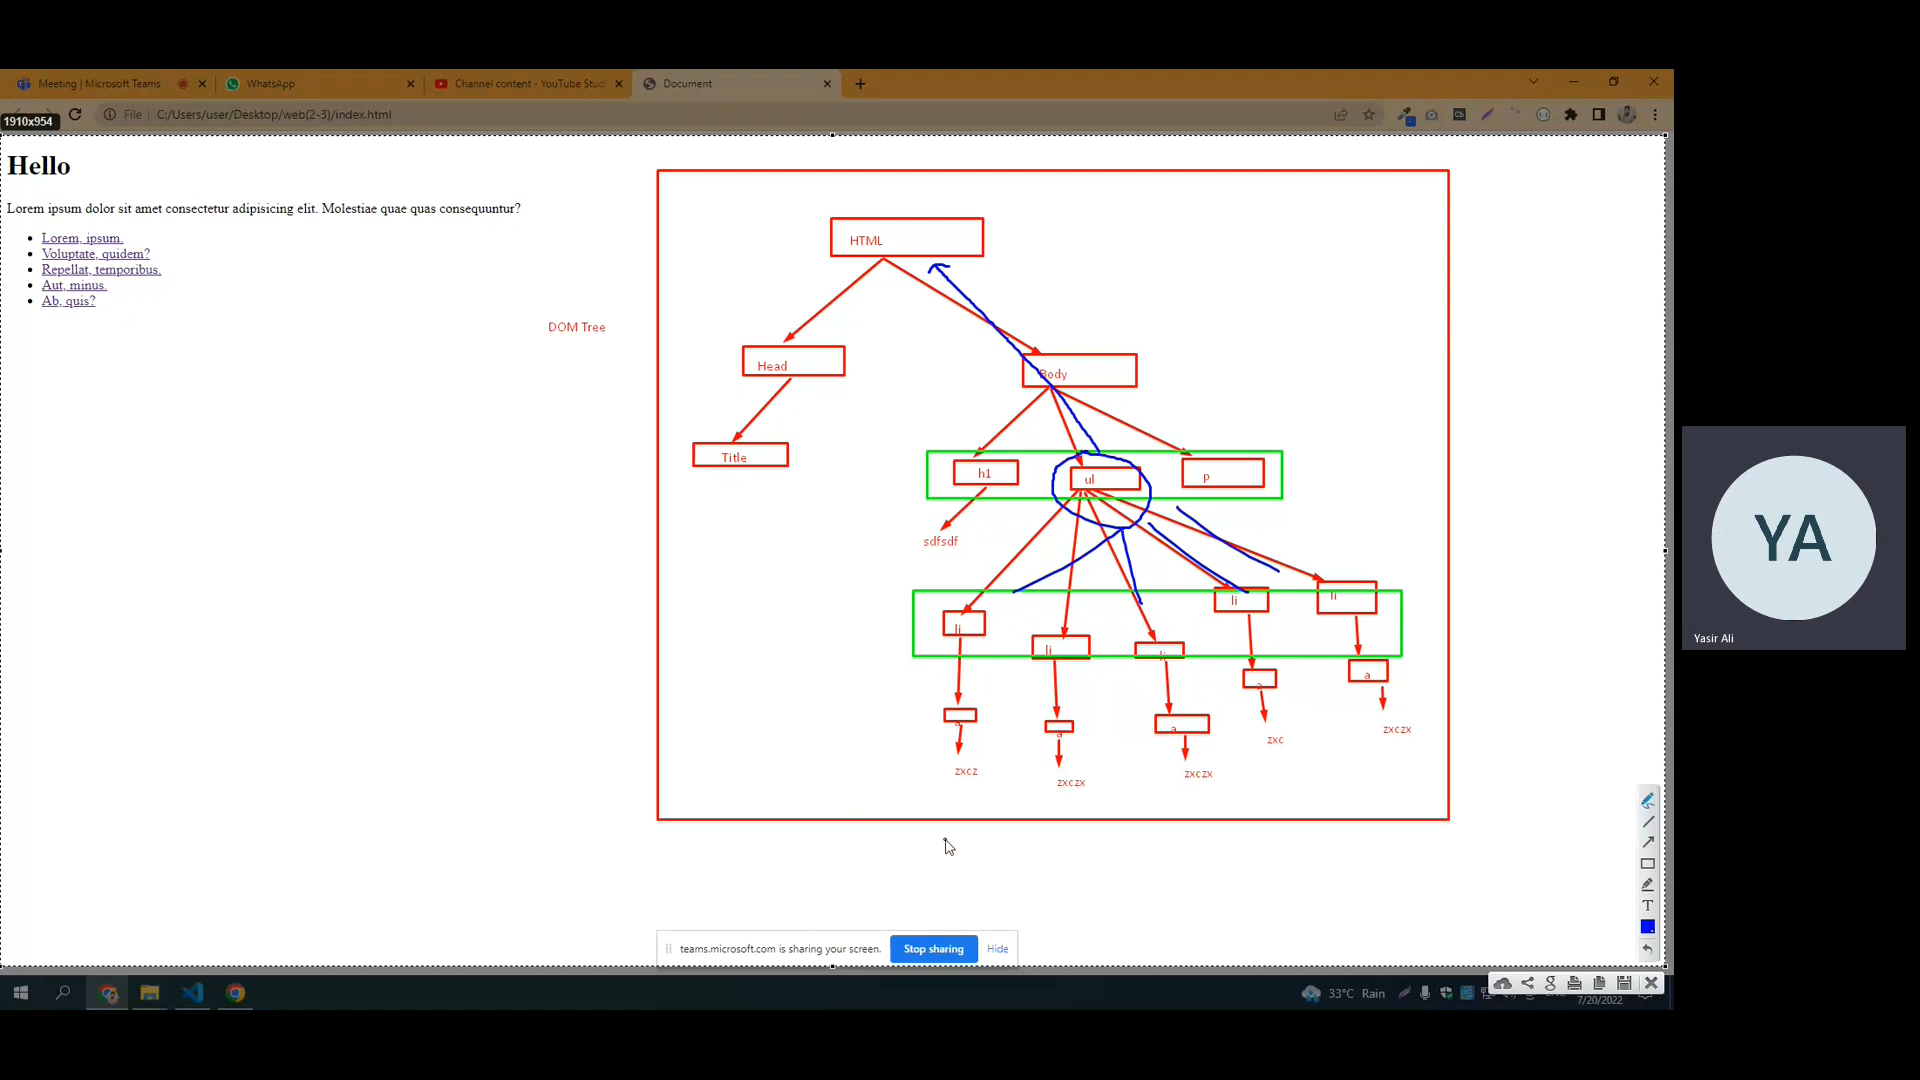 Meeting | Microsoft Teams
WhatsApp
Channel content - YouTube Stud
Document
File
C:/Users/user/Desktop/web(2-3)/index.html
1910x954
Hello
Lorem ipsum dolor sit amet consectetur adipisicing elit. Molestiae quae quas consequuntur?
Lorem, ipsum.
Voluptate, quidem?
Repellat, temporibus.
Aut, minus.
Ab, quis?
DOM Tree
HTML
Head
Body
Title
h1
ul
p
sdfsdf
li
li
li
li
li
a
a
a
a
a
zxcz
zxczx
zxczx
zxc
zxczx
YA
Yasir Ali
T
teams.microsoft.com is sharing your screen.
Stop sharing
Hide
33°C Rain
7/20/2022